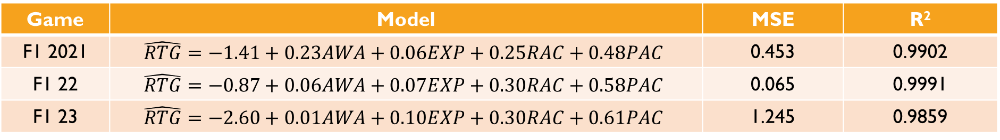 Game Model MSE R²
F1 2021 \widehat{RTG} = −1.41 + 0.23AWA + 0.06EXP + 0.25RAC + 0.48PAC 0.453 0.9902
F1 22 \widehat{RTG} = −0.87 + 0.06AWA + 0.07EXP + 0.30RAC + 0.58PAC 0.065 0.9991
F1 23 \widehat{RTG} = −2.60 + 0.01AWA + 0.10EXP + 0.30RAC + 0.61PAC 1.245 0.9859